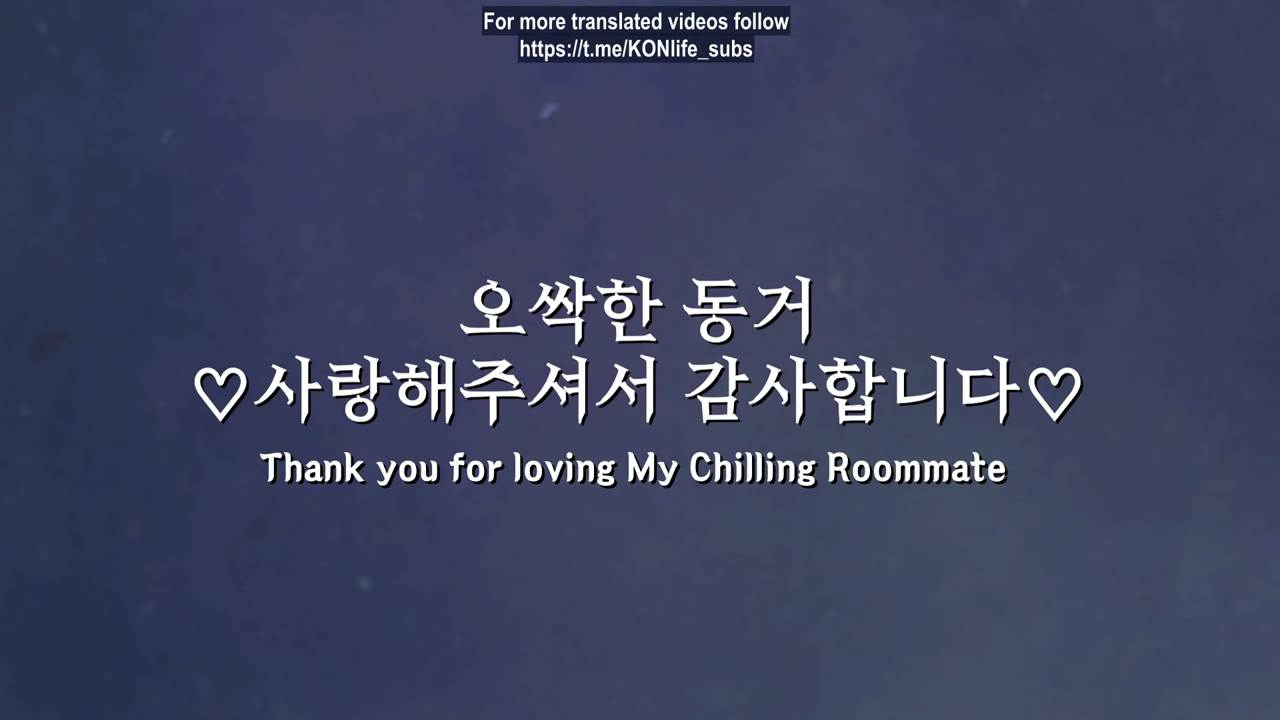 For more translated videos follow
https://t.me/KONlife_subs
오싹한 동거
♡사랑해주셔서 감사합니다♡
Thank you for loving My Chilling Roommate